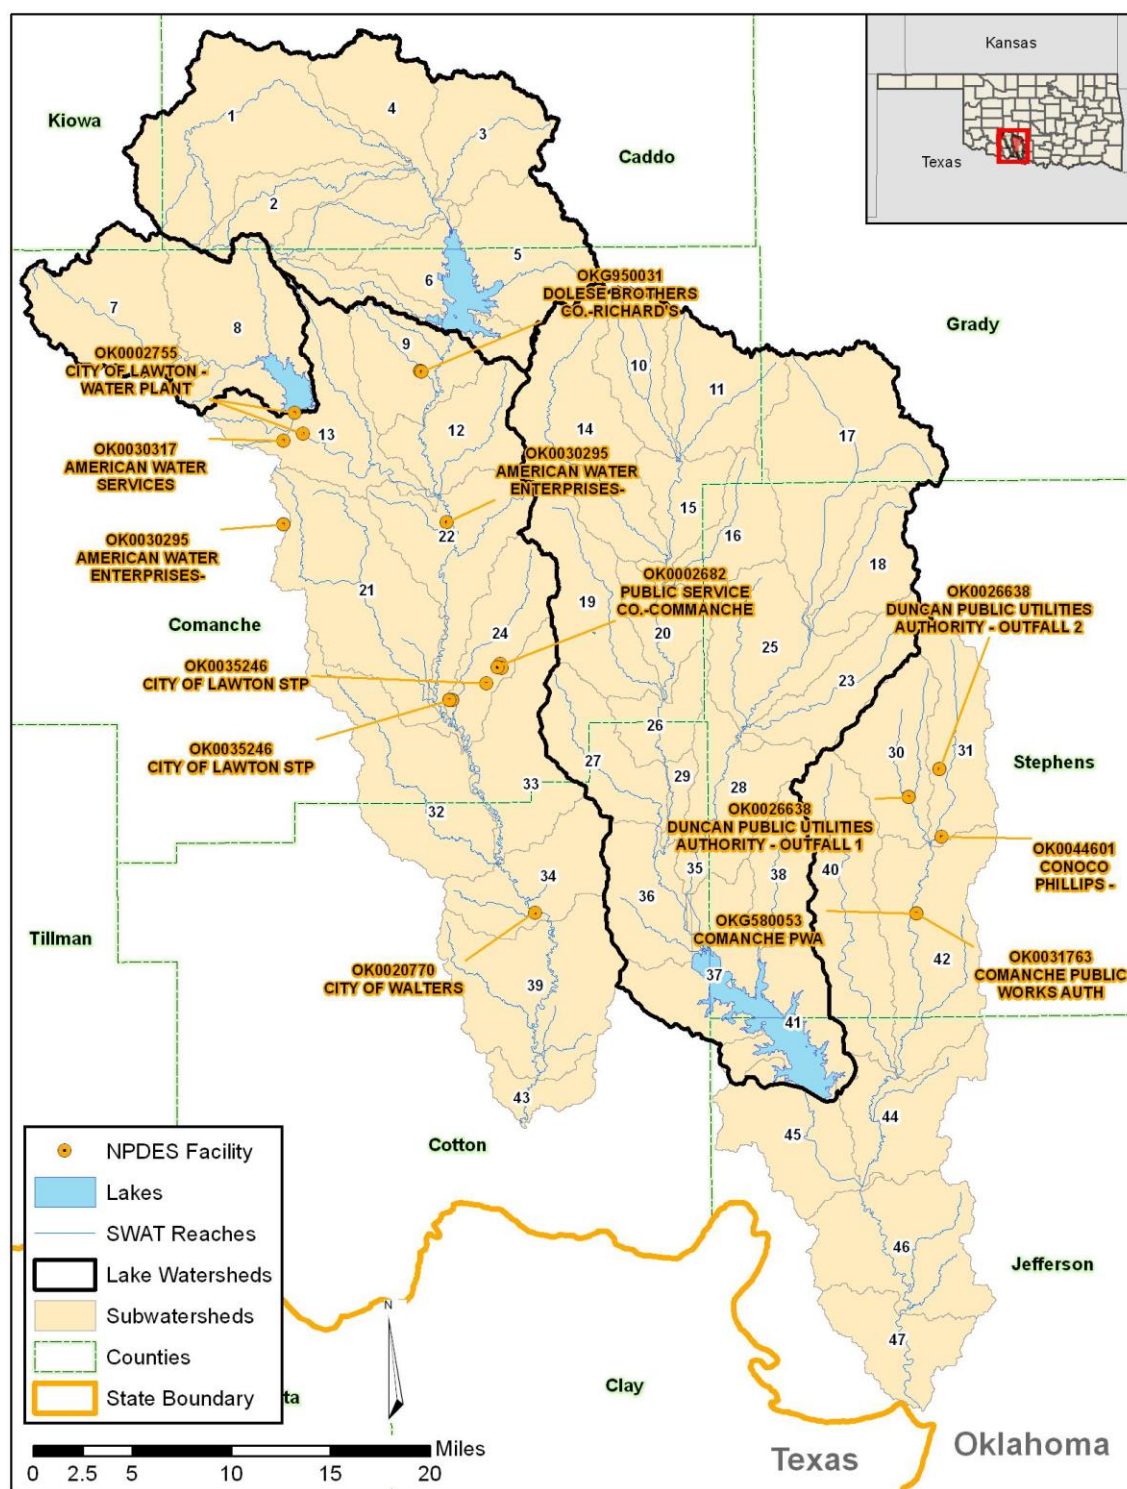 Kansas
Texas
Kiowa
Caddo
Grady
1
4
3
2
5
6
7
8
OKG950031
DOLESE BROTHERS
CO.-RICHARD'S
OK0002755
CITY OF LAWTON -
WATER PLANT
9
10
11
12
13
14
17
OK0030317
AMERICAN WATER
SERVICES
OK0030295
AMERICAN WATER
ENTERPRISES-
15
16
22
OK0030295
AMERICAN WATER
ENTERPRISES-
18
OK0002682
PUBLIC SERVICE
CO.-COMMANCHE
OK0026638
DUNCAN PUBLIC UTILITIES
AUTHORITY - OUTFALL 2
21
19
Comanche
24
20
25
23
OK0035246
CITY OF LAWTON STP
26
OK0035246
CITY OF LAWTON STP
27
29
28
30
31
Stephens
33
32
OK0026638
DUNCAN PUBLIC UTILITIES
AUTHORITY - OUTFALL 1
OK0044601
CONOCO
PHILLIPS -
34
36
35
38
40
OKG580053
COMANCHE PWA
Tillman
OK0020770
CITY OF WALTERS
39
37
42
OK0031763
COMANCHE PUBLIC
WORKS AUTH
41
43
44
45
Cotton
46
Jefferson
47
Clay
NPDES Facility
Lakes
SWAT Reaches
Lake Watersheds
Subwatersheds
Counties
State Boundary
ta
N
Miles
0 2.5 5 10 15 20
Texas
Oklahoma